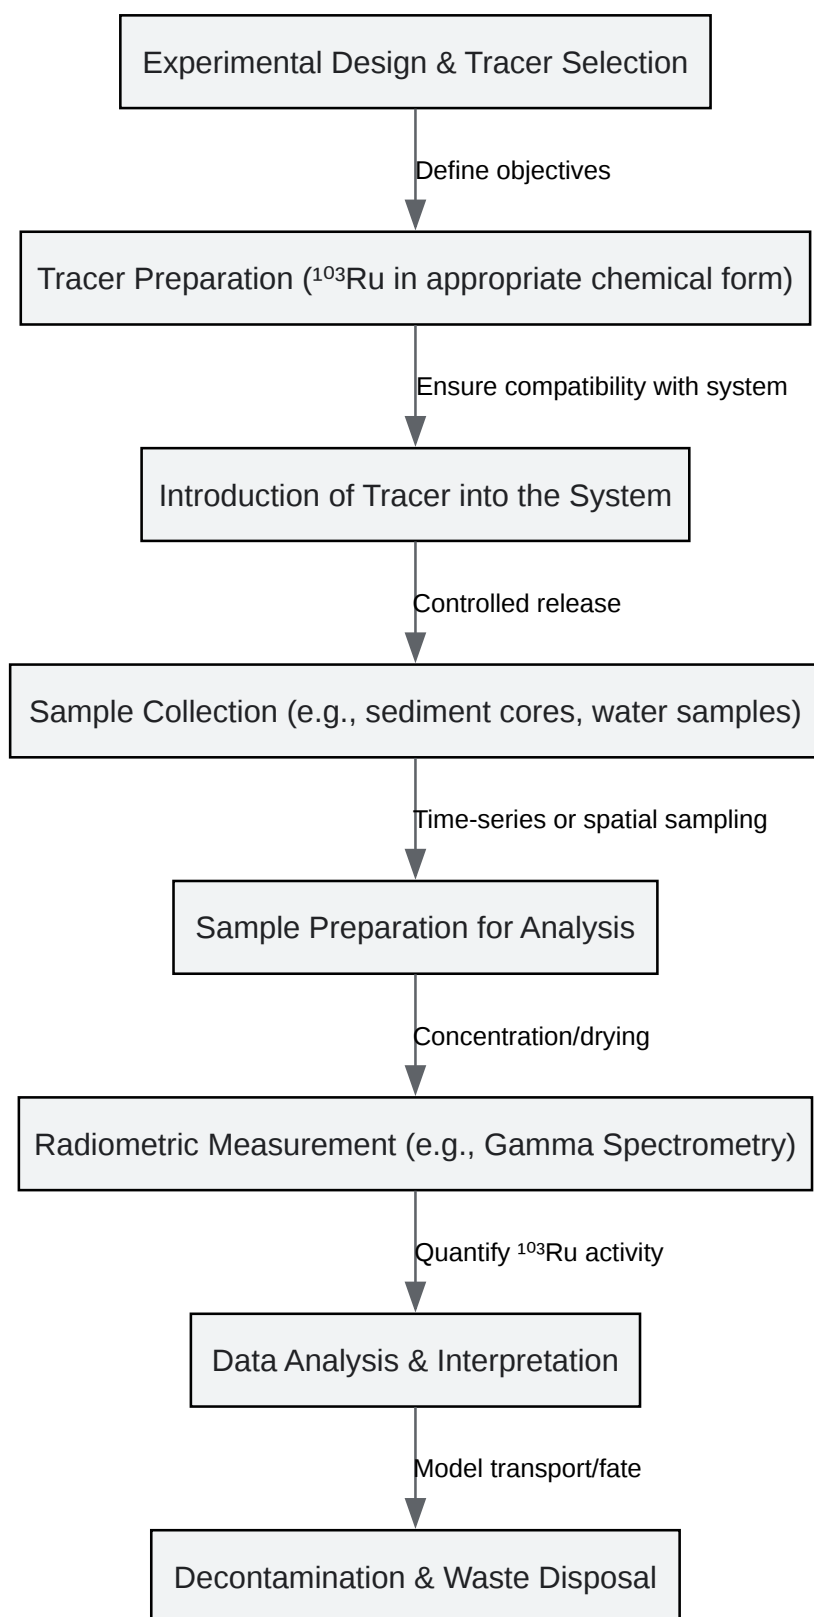 Experimental Design & Tracer Selection
Define objectives
Tracer Preparation (¹⁰³Ru in appropriate chemical form)
Ensure compatibility with system
Introduction of Tracer into the System
Controlled release
Sample Collection (e.g., sediment cores, water samples)
Time-series or spatial sampling
Sample Preparation for Analysis
Concentration/drying
Radiometric Measurement (e.g., Gamma Spectrometry)
Quantify ¹⁰³Ru activity
Data Analysis & Interpretation
Model transport/fate
Decontamination & Waste Disposal